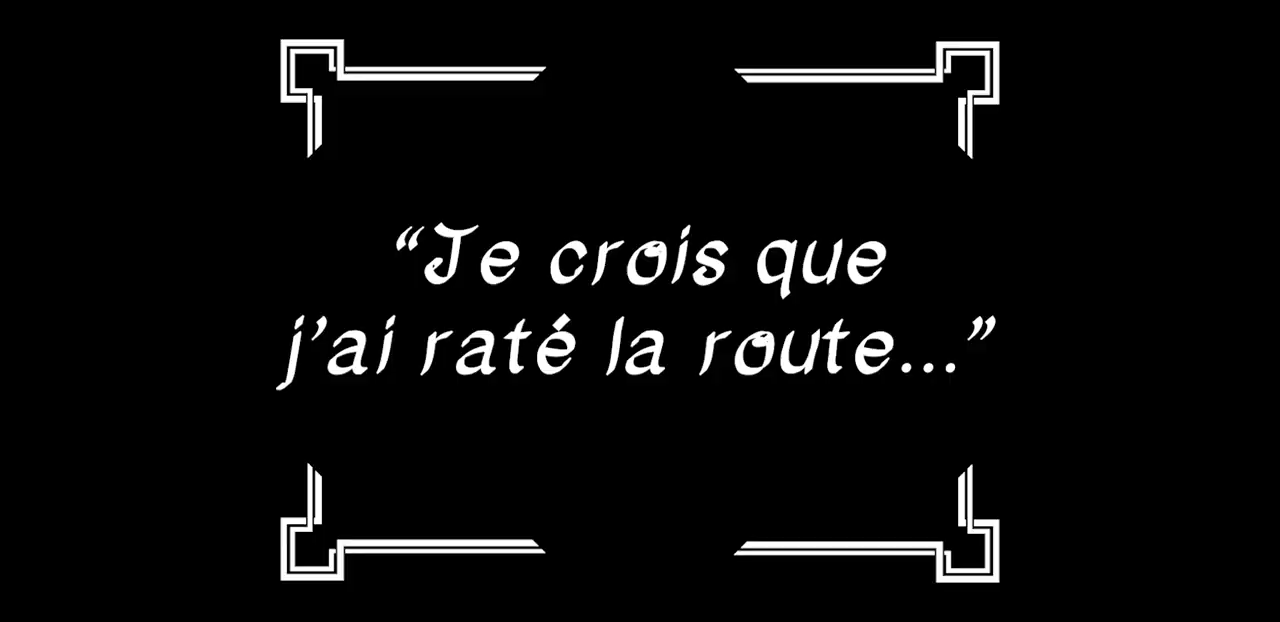 “Je crois que
j’ai raté la route...”